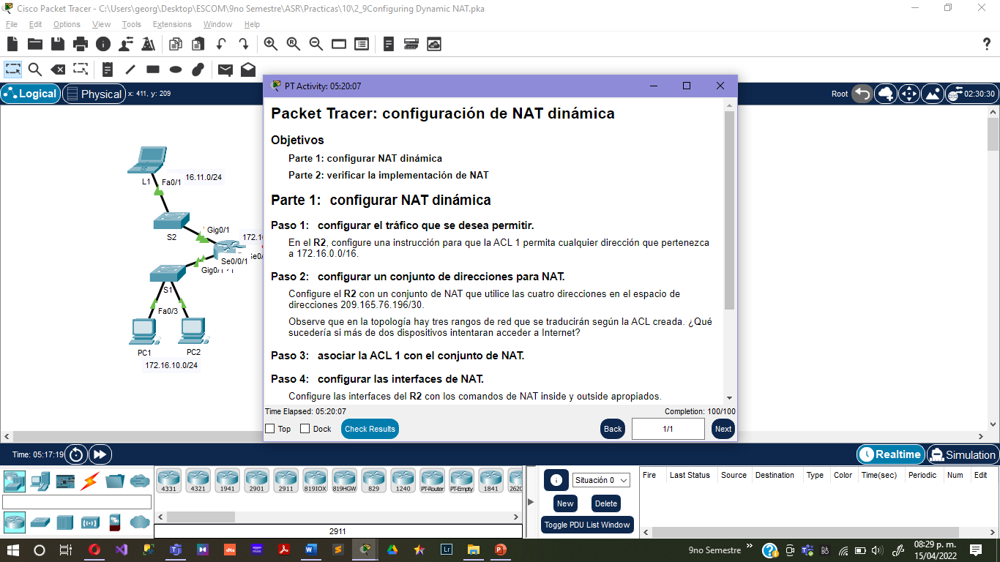 Cisco Packet Tracer - C:\Users\georg\Desktop\ESCOM\9no Semestre\ASR\Practicas\10\2_9Configuring Dynamic NAT.pka
File Edit Options View Tools Extensions Window Help
Logical Physical x: 411, y: 209
Root 02:30:30
PT Activity: 05:20:07
Packet Tracer: configuración de NAT dinámica
Objetivos
Parte 1: configurar NAT dinámica
Parte 2: verificar la implementación de NAT
Parte 1: configurar NAT dinámica
Paso 1: configurar el tráfico que se desea permitir.
En el R2, configure una instrucción para que la ACL 1 permita cualquier dirección que pertenezca
a 172.16.0.0/16.
Paso 2: configurar un conjunto de direcciones para NAT.
Configure el R2 con un conjunto de NAT que utilice las cuatro direcciones en el espacio de
direcciones 209.165.76.196/30.
Observe que en la topología hay tres rangos de red que se traducirán según la ACL creada. ¿Qué
sucedería si más de dos dispositivos intentaran acceder a Internet?
Paso 3: asociar la ACL 1 con el conjunto de NAT.
Paso 4: configurar las interfaces de NAT.
Configure las interfaces del R2 con los comandos de NAT inside y outside apropiados.
Time Elapsed: 05:20:07 Completion: 100/100
Top Dock Check Results Back 1/1 Next
L1 Fa0/1 16.11.0/24
S2 Gig0/1
172.16
Se0/0/1
S1
Fa0/3
PC1 PC2
172.16.10.0/24
Time: 05:17:19 Realtime Simulation
4331 4321 1941 2901 2911 819IOX 819HGW 829 1240 PT-Router PT-Empty 1841 2620
2911
Situación 0
New Delete
Toggle PDU List Window
Fire Last Status Source Destination Type Color Time(sec) Periodic Num Edit
9no Semestre
08:29 p. m.
15/04/2022